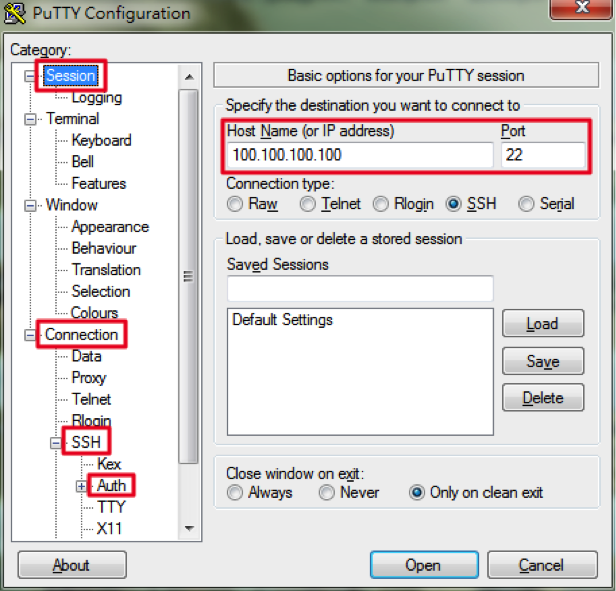 PuTTY Configuration
Category:
Session
Logging
Terminal
Keyboard
Bell
Features
Window
Appearance
Behaviour
Translation
Selection
Colours
Connection
Data
Proxy
Telnet
Rlogin
SSH
Kex
Auth
TTY
X11
Basic options for your PuTTY session
Specify the destination you want to connect to
Host Name (or IP address) Port
100.100.100.100 22
Connection type:
Raw Telnet Rlogin SSH Serial
Load, save or delete a stored session
Saved Sessions
Default Settings
Load
Save
Delete
Close window on exit:
Always Never Only on clean exit
About Open Cancel